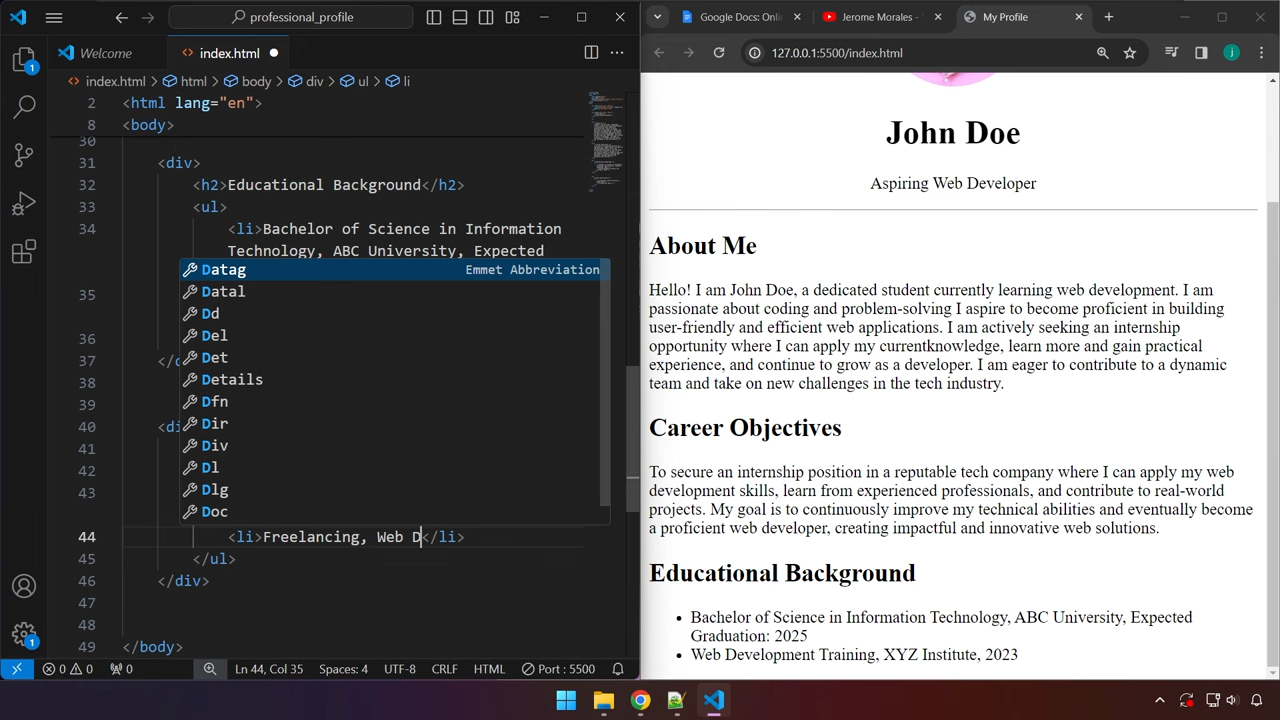 professional_profile
Welcome
index.html
index.html > html > body > div > ul > li
2 <html lang="en">
8 <body>
30
31 <div>
32 <h2>Educational Background</h2>
33 <ul>
34 <li>Bachelor of Science in Information
Technology, ABC University, Expected
35
36
37
38
39
40
41
42
43
Datag Emmet Abbreviation
Datal
Dd
Del
Det
Details
Dfn
Dir
Div
Dl
Dlg
Doc
44 <li>Freelancing, Web D</li>
45 </ul>
46 </div>
47
48
49 </body>
1
1
0 0 0 Ln 44, Col 35 Spaces: 4 UTF-8 CRLF HTML Port : 5500
Google Docs: Onli
Jerome Morales -
My Profile
127.0.0.1:5500/index.html
j
John Doe
Aspiring Web Developer
About Me
Hello! I am John Doe, a dedicated student currently learning web development. I am
passionate about coding and problem-solving I aspire to become proficient in building
user-friendly and efficient web applications. I am actively seeking an internship
opportunity where I can apply my currentknowledge, learn more and gain practical
experience, and continue to grow as a developer. I am eager to contribute to a dynamic
team and take on new challenges in the tech industry.
Career Objectives
To secure an internship position in a reputable tech company where I can apply my web
development skills, learn from experienced professionals, and contribute to real-world
projects. My goal is to continuously improve my technical abilities and eventually become
a proficient web developer, creating impactful and innovative web solutions.
Educational Background
• Bachelor of Science in Information Technology, ABC University, Expected
Graduation: 2025
• Web Development Training, XYZ Institute, 2023